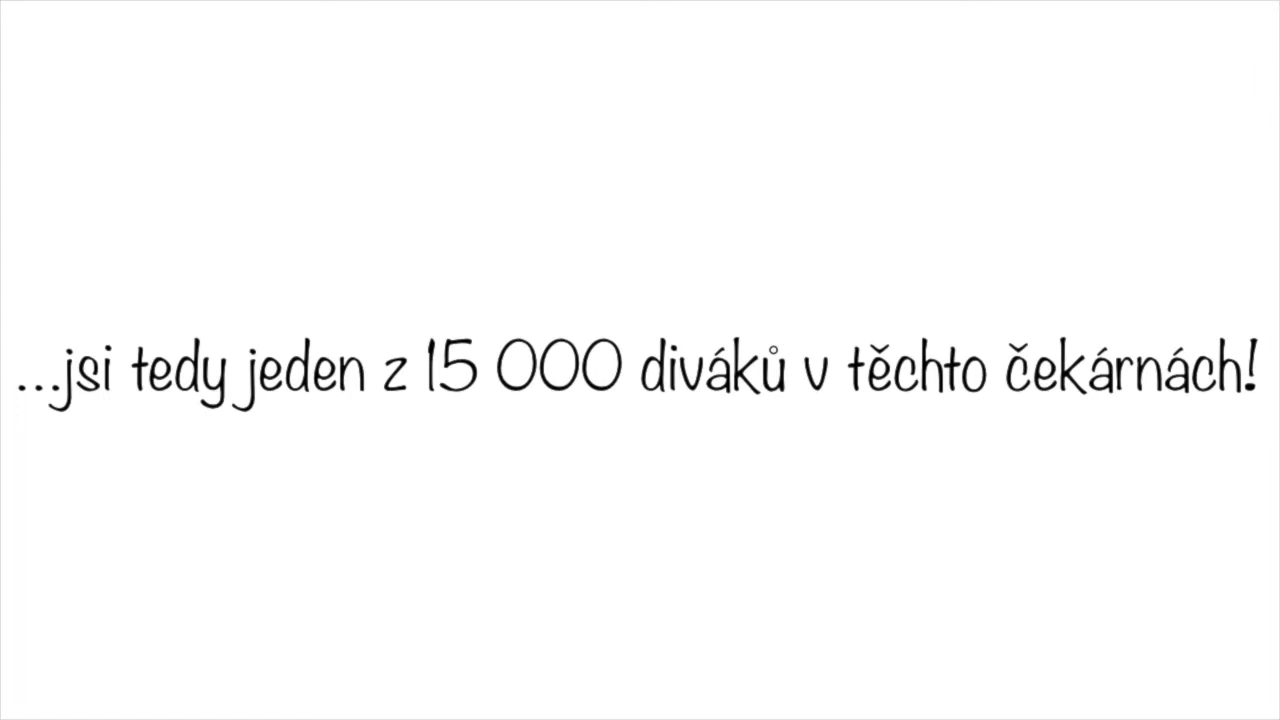 ...jsi tedy jeden z 15 000 diváků v těchto čekárnách!